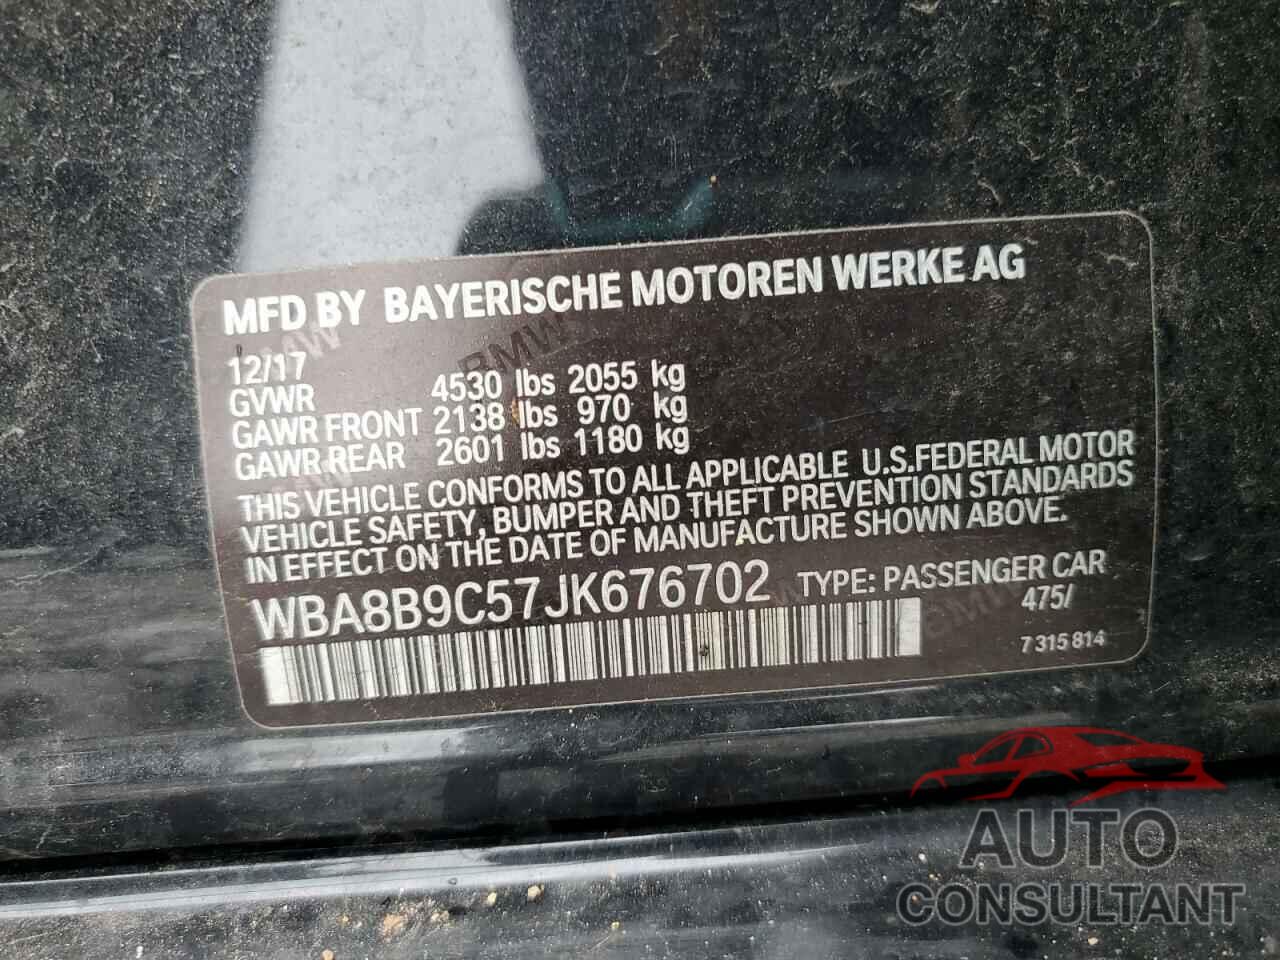 MFD BY BAYERISCHE MOTOREN WERKE AG
12/17
GVWR 4530 lbs 2055 kg
GAWR FRONT 2138 lbs 970 kg
GAWR REAR 2601 lbs 1180 kg
THIS VEHICLE CONFORMS TO ALL APPLICABLE U.S.FEDERAL MOTOR
VEHICLE SAFETY, BUMPER AND THEFT PREVENTION STANDARDS
IN EFFECT ON THE DATE OF MANUFACTURE SHOWN ABOVE.
WBA8B9C57JK676702 TYPE: PASSENGER CAR
475/
7 315 814
BMW
BMW
BMW
AUTO
CONSULTANT